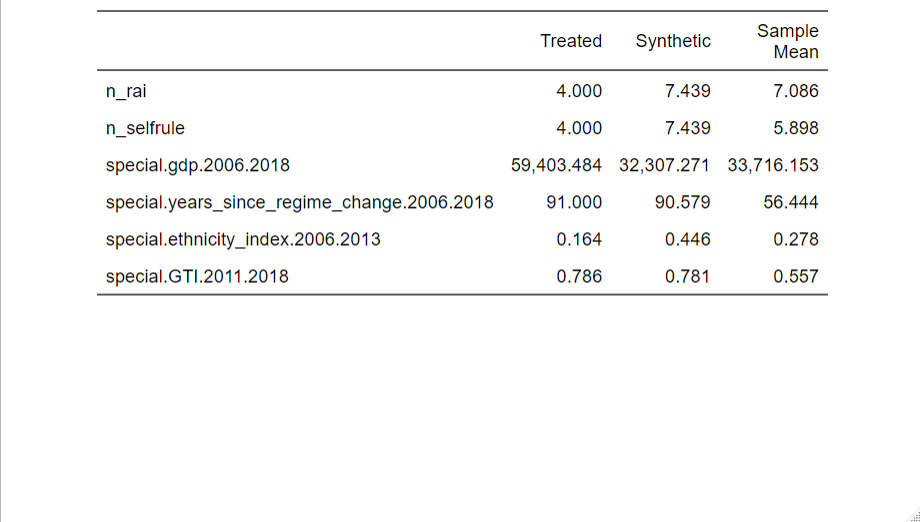 Treated Synthetic Sample Mean
n_rai 4.000 7.439 7.086
n_selfrule 4.000 7.439 5.898
special.gdp.2006.2018 59,403.484 32,307.271 33,716.153
special.years_since_regime_change.2006.2018 91.000 90.579 56.444
special.ethnicity_index.2006.2013 0.164 0.446 0.278
special.GTI.2011.2018 0.786 0.781 0.557